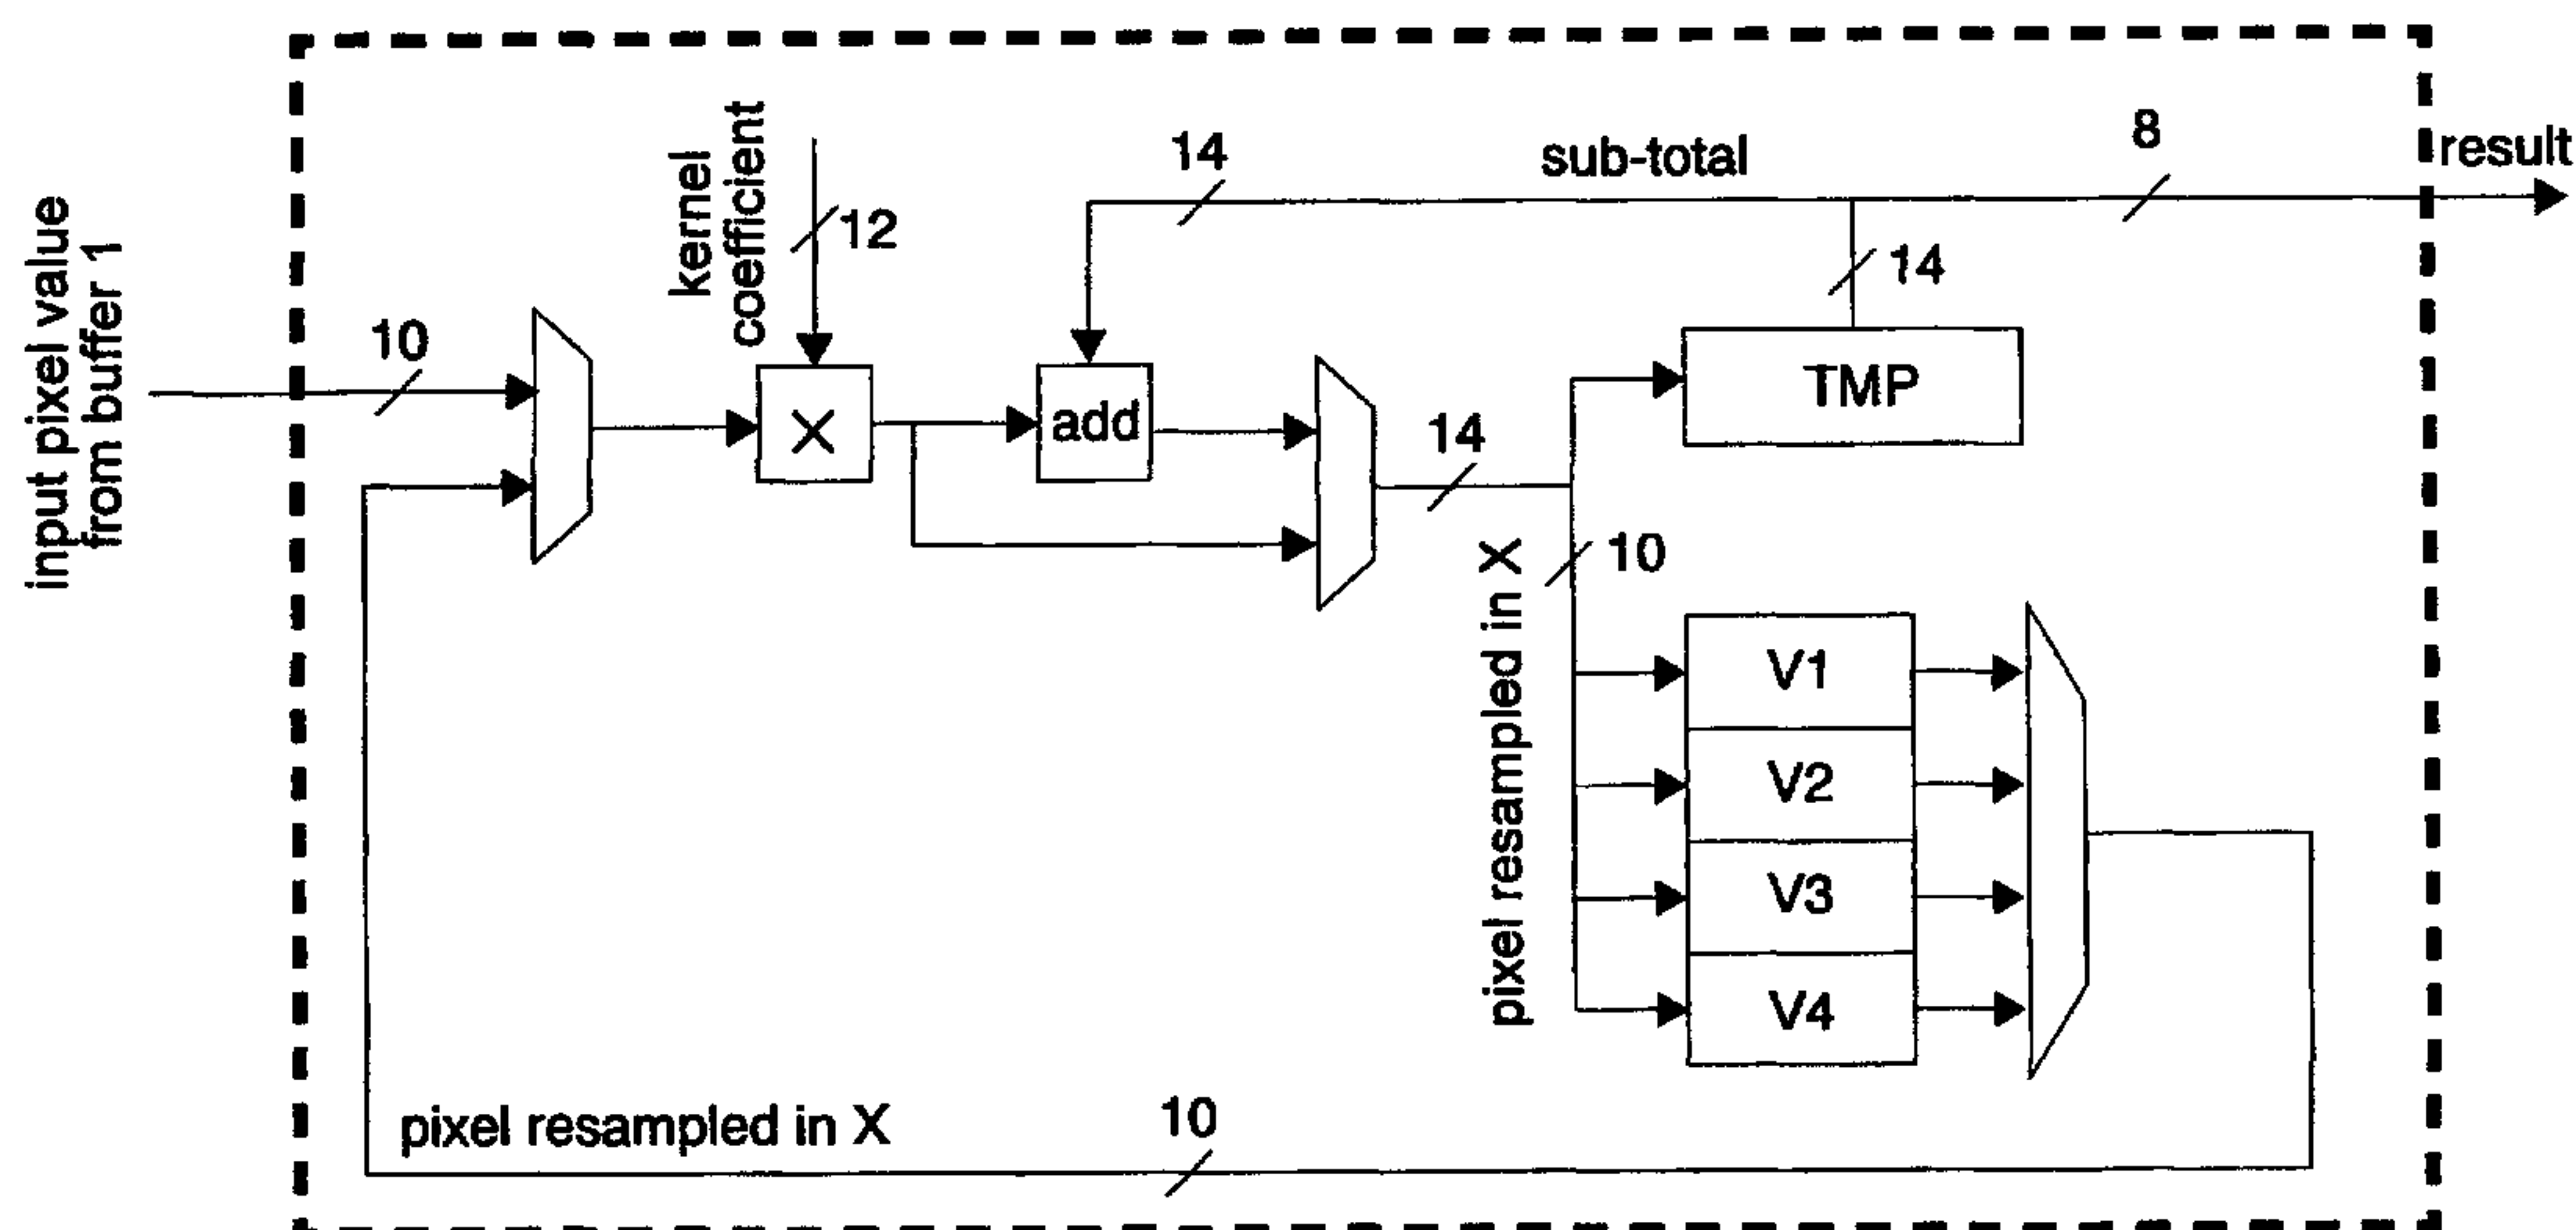 input pixel value
from buffer 1
10
kernel
coefficient
12
14
sub-total
8
result
14
X
add
14
TMP
10
pixel resampled in X
V1
V2
V3
V4
pixel resampled in X
10